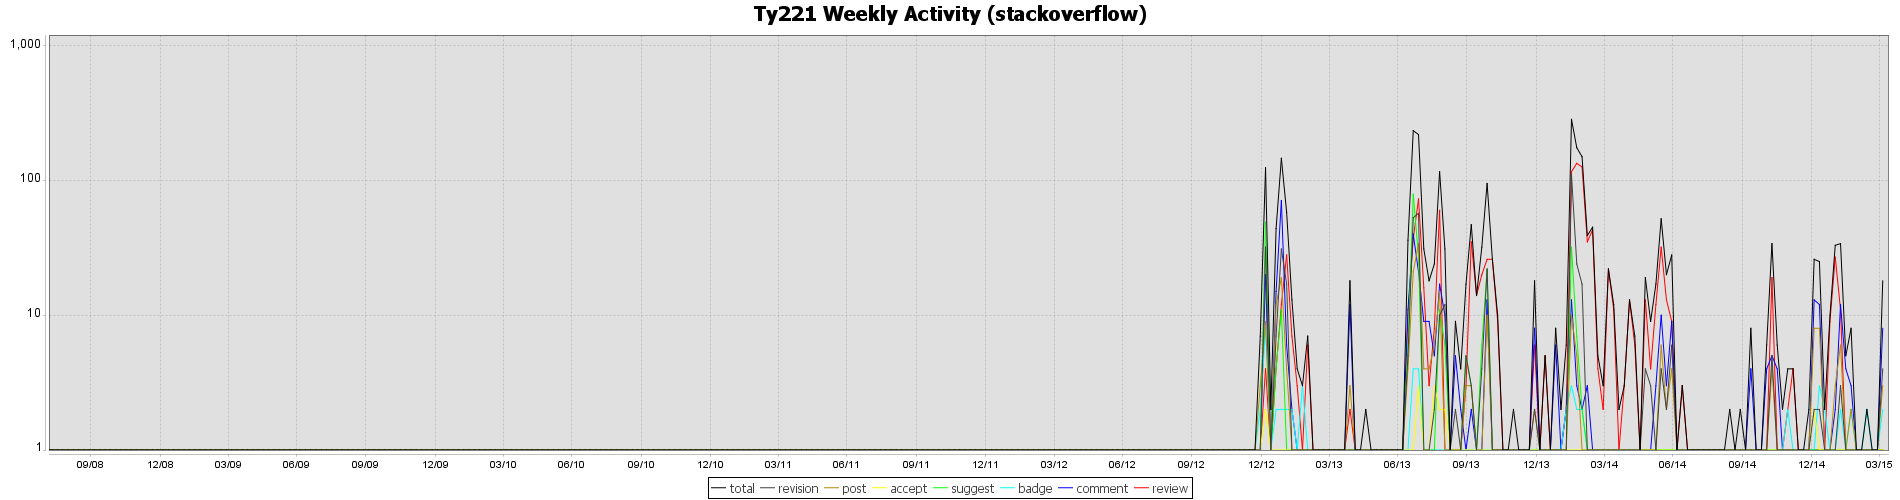 Ty221 Weekly Activity (stackoverflow)
1,000
100
10
1
09/08 12/08 03/09 06/09 09/09 12/09 03/10 06/10 09/10 12/10 03/11 06/11 09/11 12/11 03/12 06/12 09/12 12/12 03/13 06/13 09/13 12/13 03/14 06/14 09/14 12/14 03/15
total revision post accept suggest badge comment review